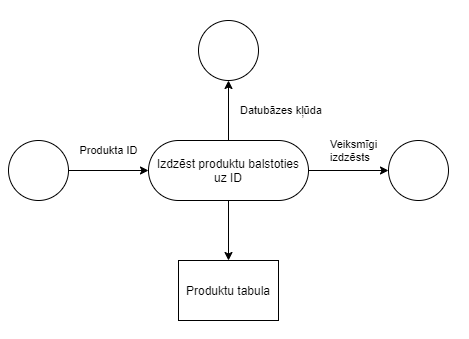 Datubāzes kļūda
Produkta ID
Izdzēst produktu balstoties
uz ID
Veiksmīgi
izdzēsts
Produktu tabula